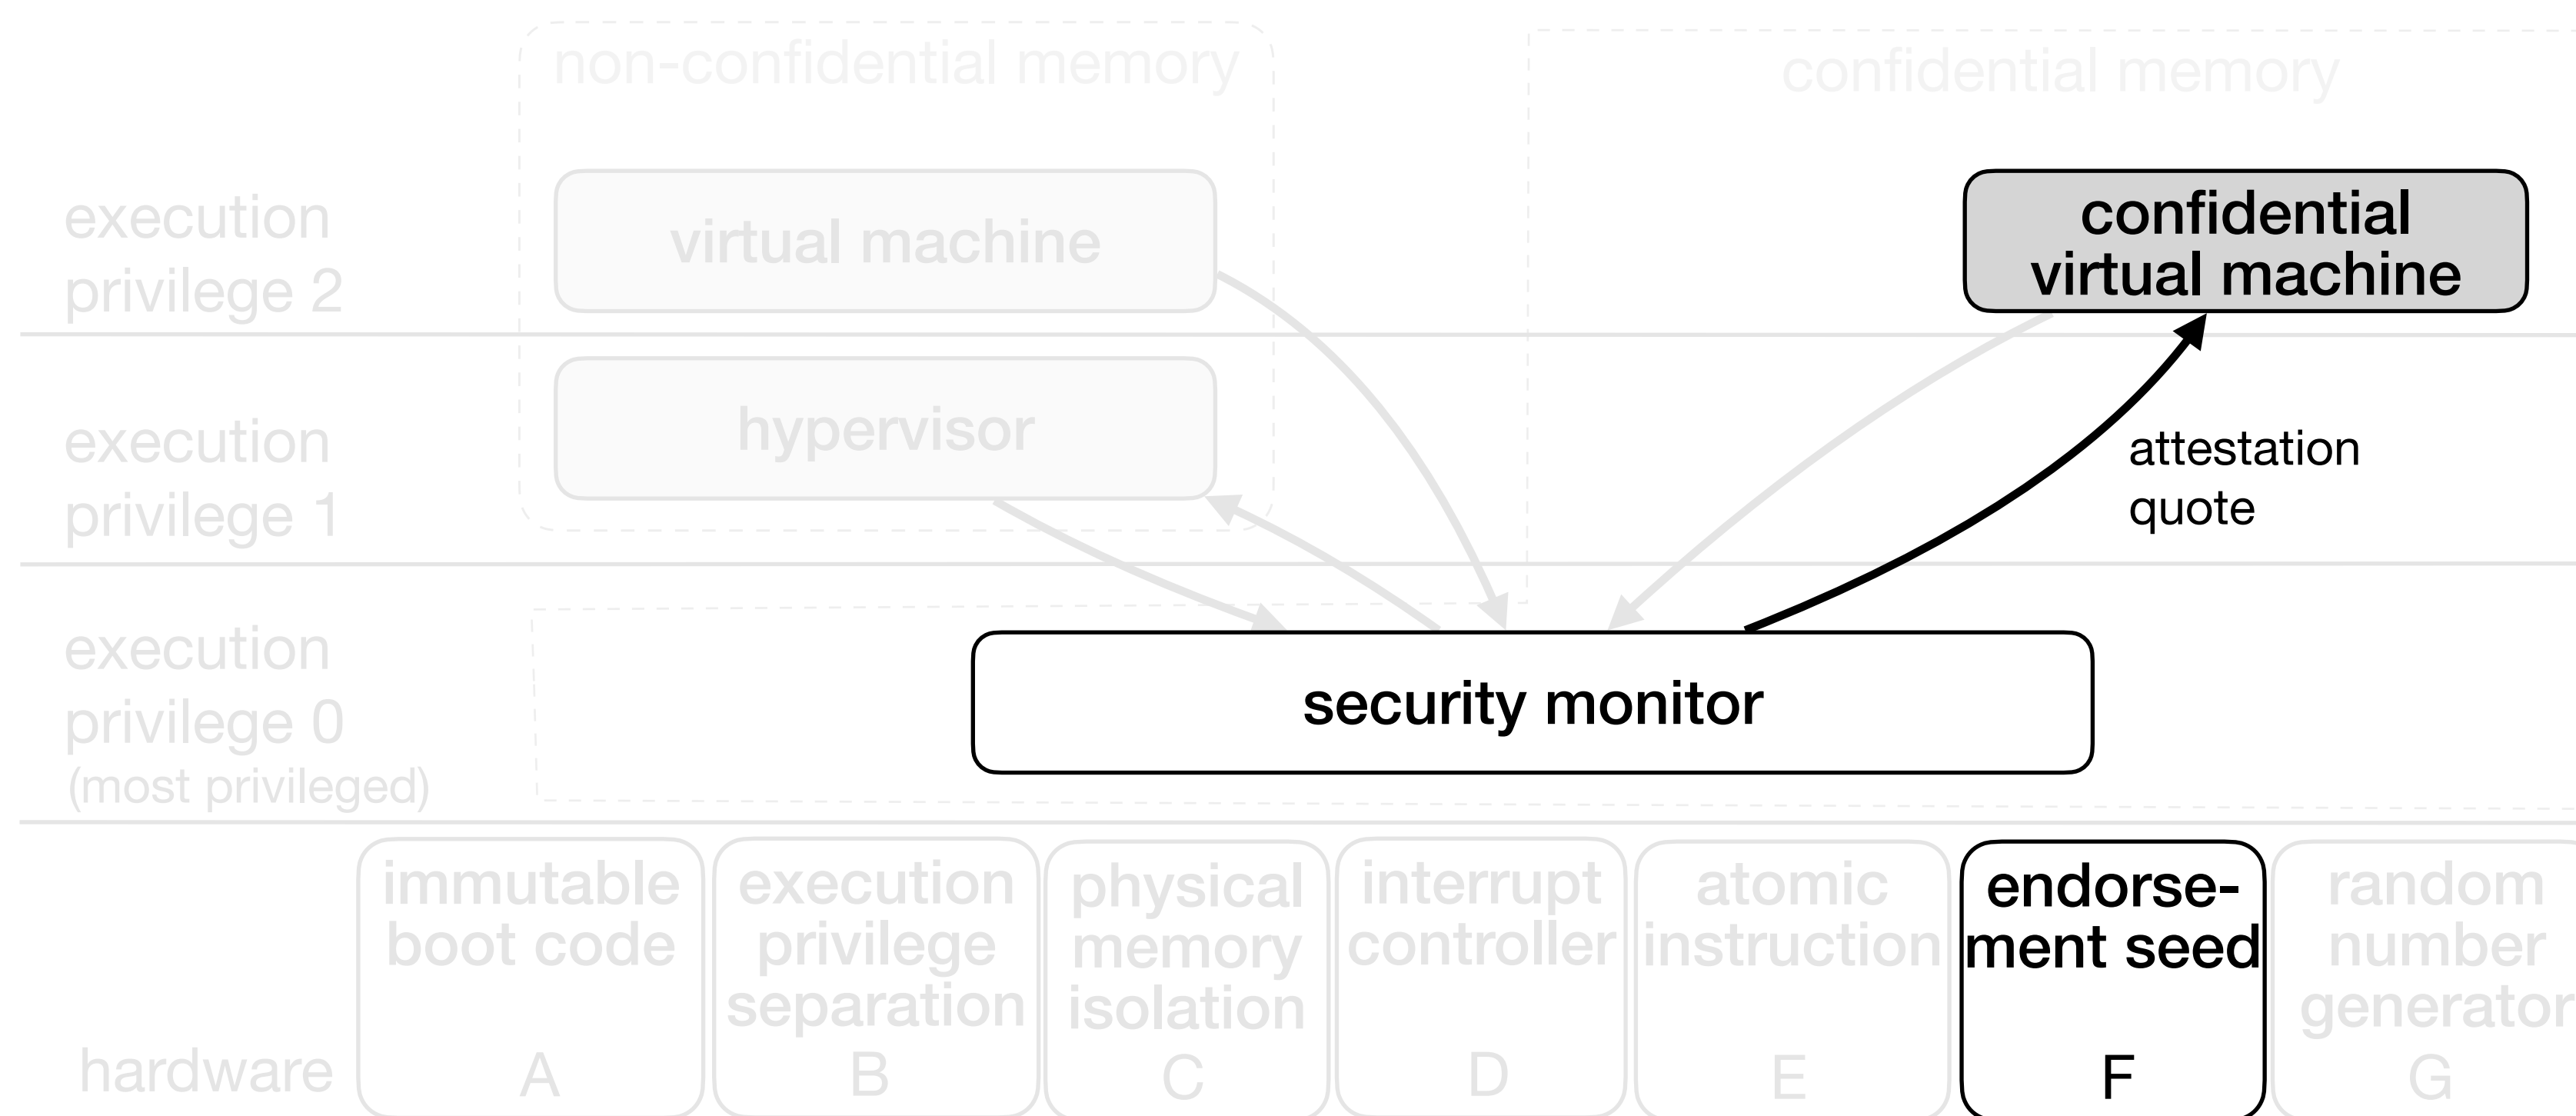 non-confidential memory
confidential memory
execution
privilege 2
virtual machine
confidential
virtual machine
execution
privilege 1
hypervisor
attestation
quote
execution
privilege 0
(most privileged)
security monitor
hardware
immutable
boot code
A
execution
privilege
separation
B
physical
memory
isolation
C
interrupt
controller
D
atomic
instruction
E
endorse-
ment seed
F
random
number
generator
G